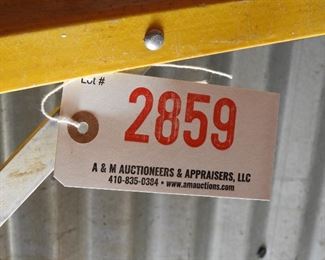 Lot #
2859
A & M AUCTIONEERS & APPRAISERS, LLC
410-835-0384 • www.amauctions.com